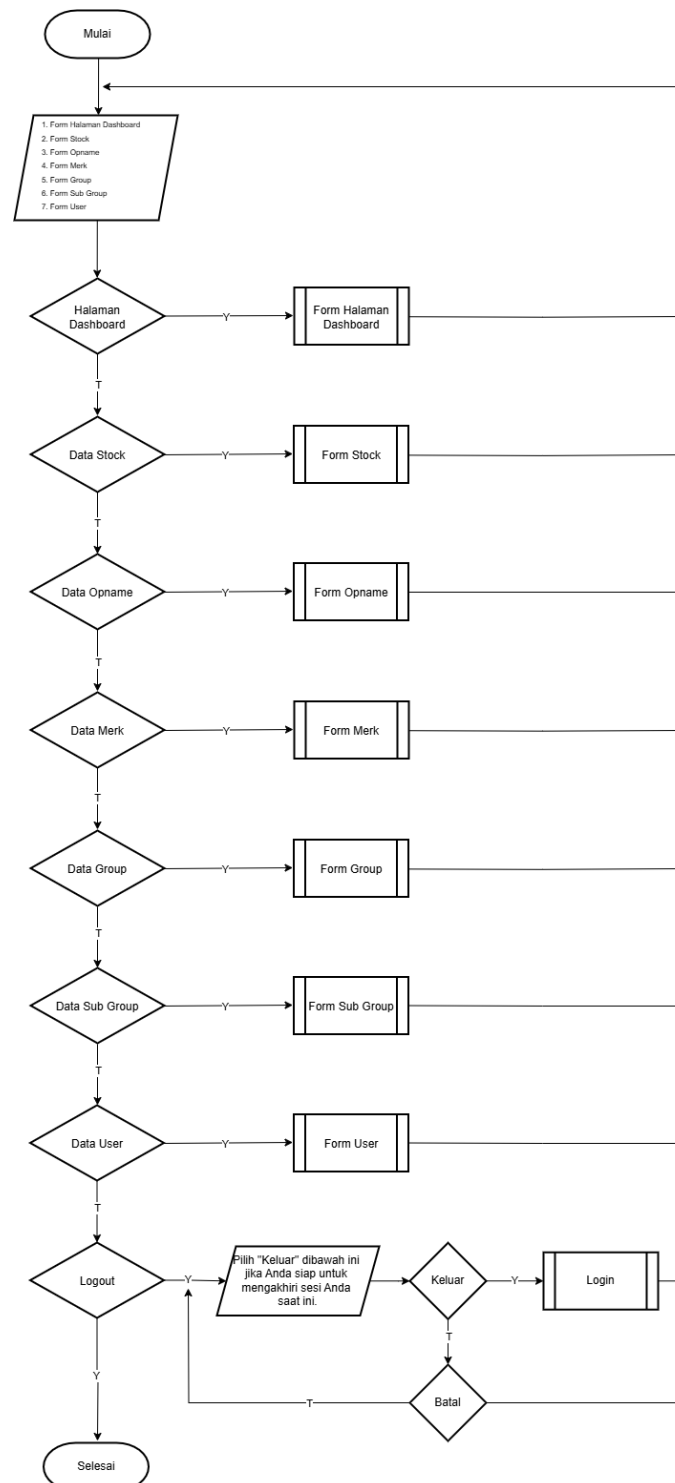 Mulai
1. Form Halaman Dashboard
2. Form Stock
3. Form Opname
4. Form Merk
5. Form Group
6. Form Sub Group
7. Form User
Halaman
Dashboard
Y
Form Halaman
Dashboard
T
Data Stock
Y
Form Stock
T
Data Opname
Y
Form Opname
T
Data Merk
Y
Form Merk
T
Data Group
Y
Form Group
T
Data Sub Group
Y
Form Sub Group
T
Data User
Y
Form User
T
Logout
Y
Pilih "Keluar" dibawah ini
jika Anda siap untuk
mengakhiri sesi Anda
saat ini.
Keluar
Y
Login
T
Y
Batal
T
Selesai